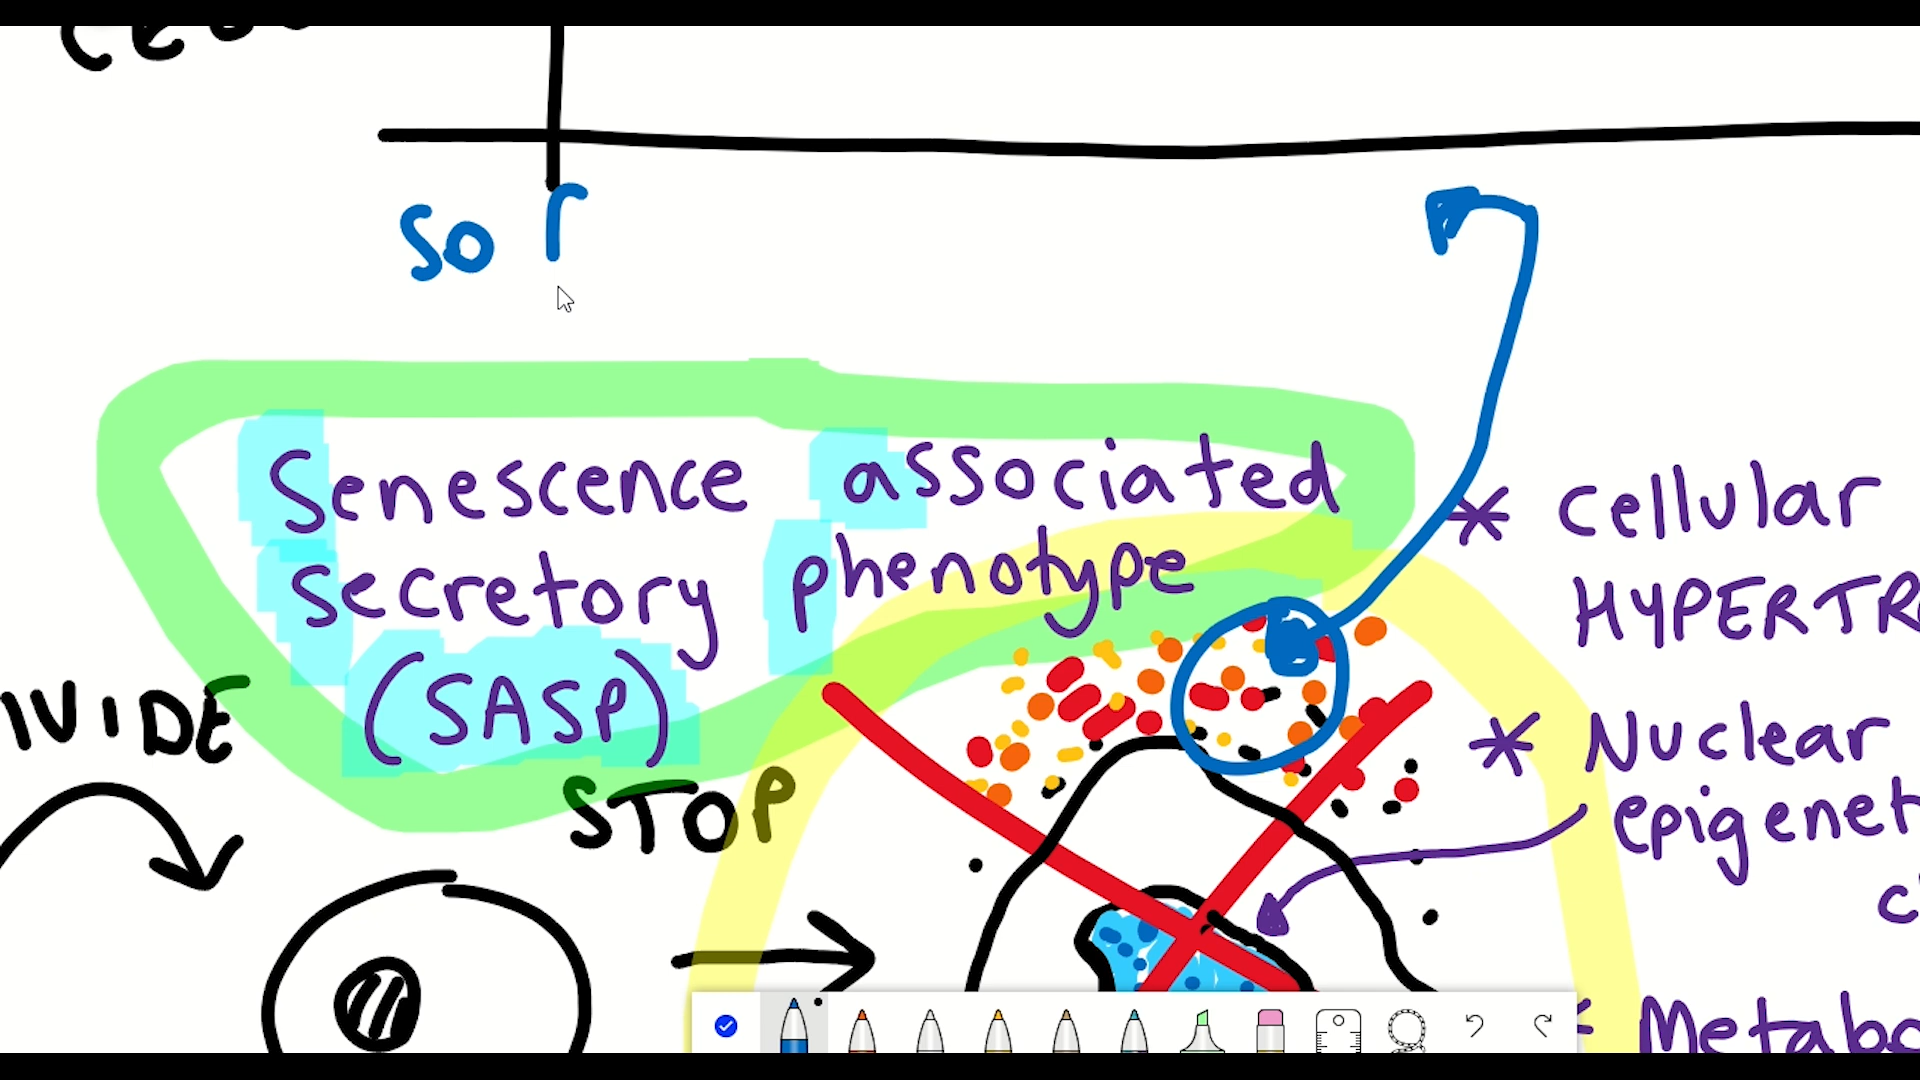 so r
Senescence associated
secretory phenotype
(SASP)
* Cellular
HYPERTR
* Nuclear
epigenet
c
IVIDE
STOP
* Metabo